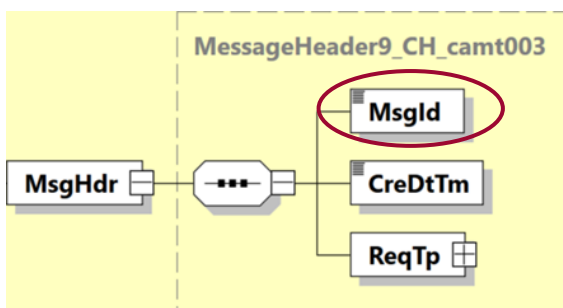 MessageHeader9_CH_camt003
MsgId
MsgHdr
CreDtTm
ReqTp